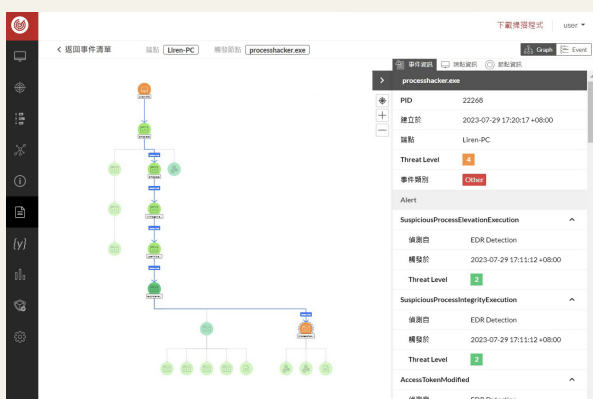 下載掃描程式 user
返回事件清單 端點 Liren-PC 觸發節點 processhacker.exe Graph Event
事件資訊 端點資訊 節點資訊
processhacker.exe
PID 22268
建立於 2023-07-29 17:20:17 +08:00
端點 Liren-PC
Threat Level 4
事件類別 Other
Alert
SuspiciousProcessElevationExecution
偵測自 EDR Detection
觸發於 2023-07-29 17:11:12 +08:00
Threat Level 2
SuspiciousProcessIntegrityExecution
偵測自 EDR Detection
觸發於 2023-07-29 17:11:12 +08:00
Threat Level 2
AccessTokenModified
偵測自 EDR Detection